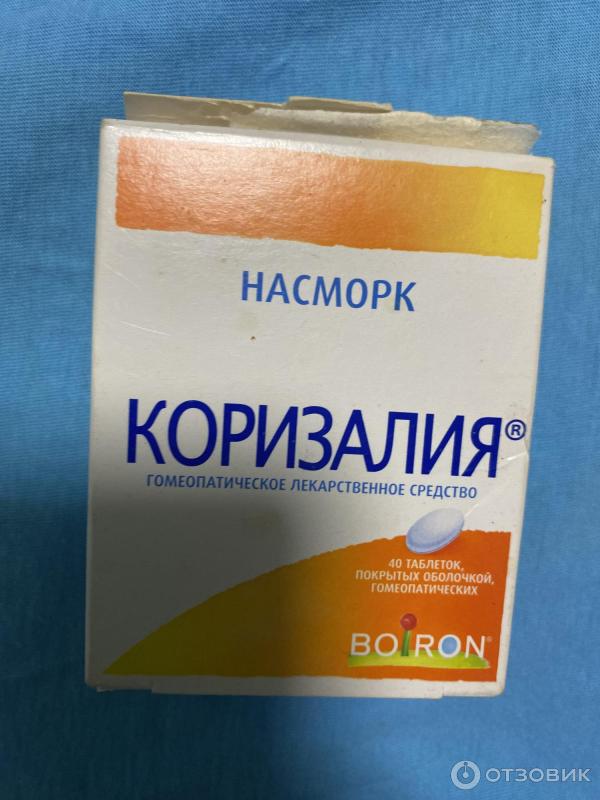 НАСМОРК
КОРИЗАЛИЯ®
ГОМЕОПАТИЧЕСКОЕ ЛЕКАРСТВЕННОЕ СРЕДСТВО
40 ТАБЛЕТОК,
ПОКРЫТЫХ ОБОЛОЧКОЙ,
ГОМЕОПАТИЧЕСКИХ
BOIRON®
ОТЗОВИК